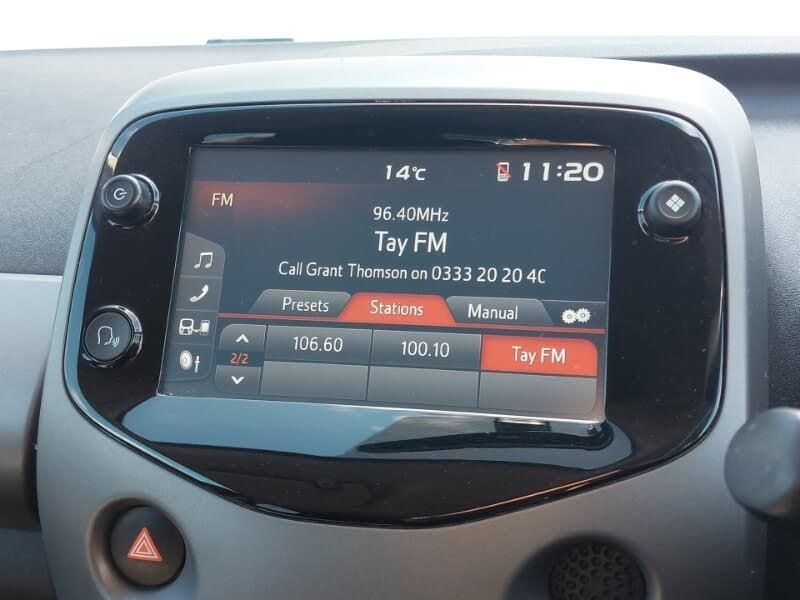 14°C 11:20
FM
96.40MHz
Tay FM
Call Grant Thomson on 0333 20 20 4C
Presets Stations Manual
106.60 100.10 Tay FM
2/2